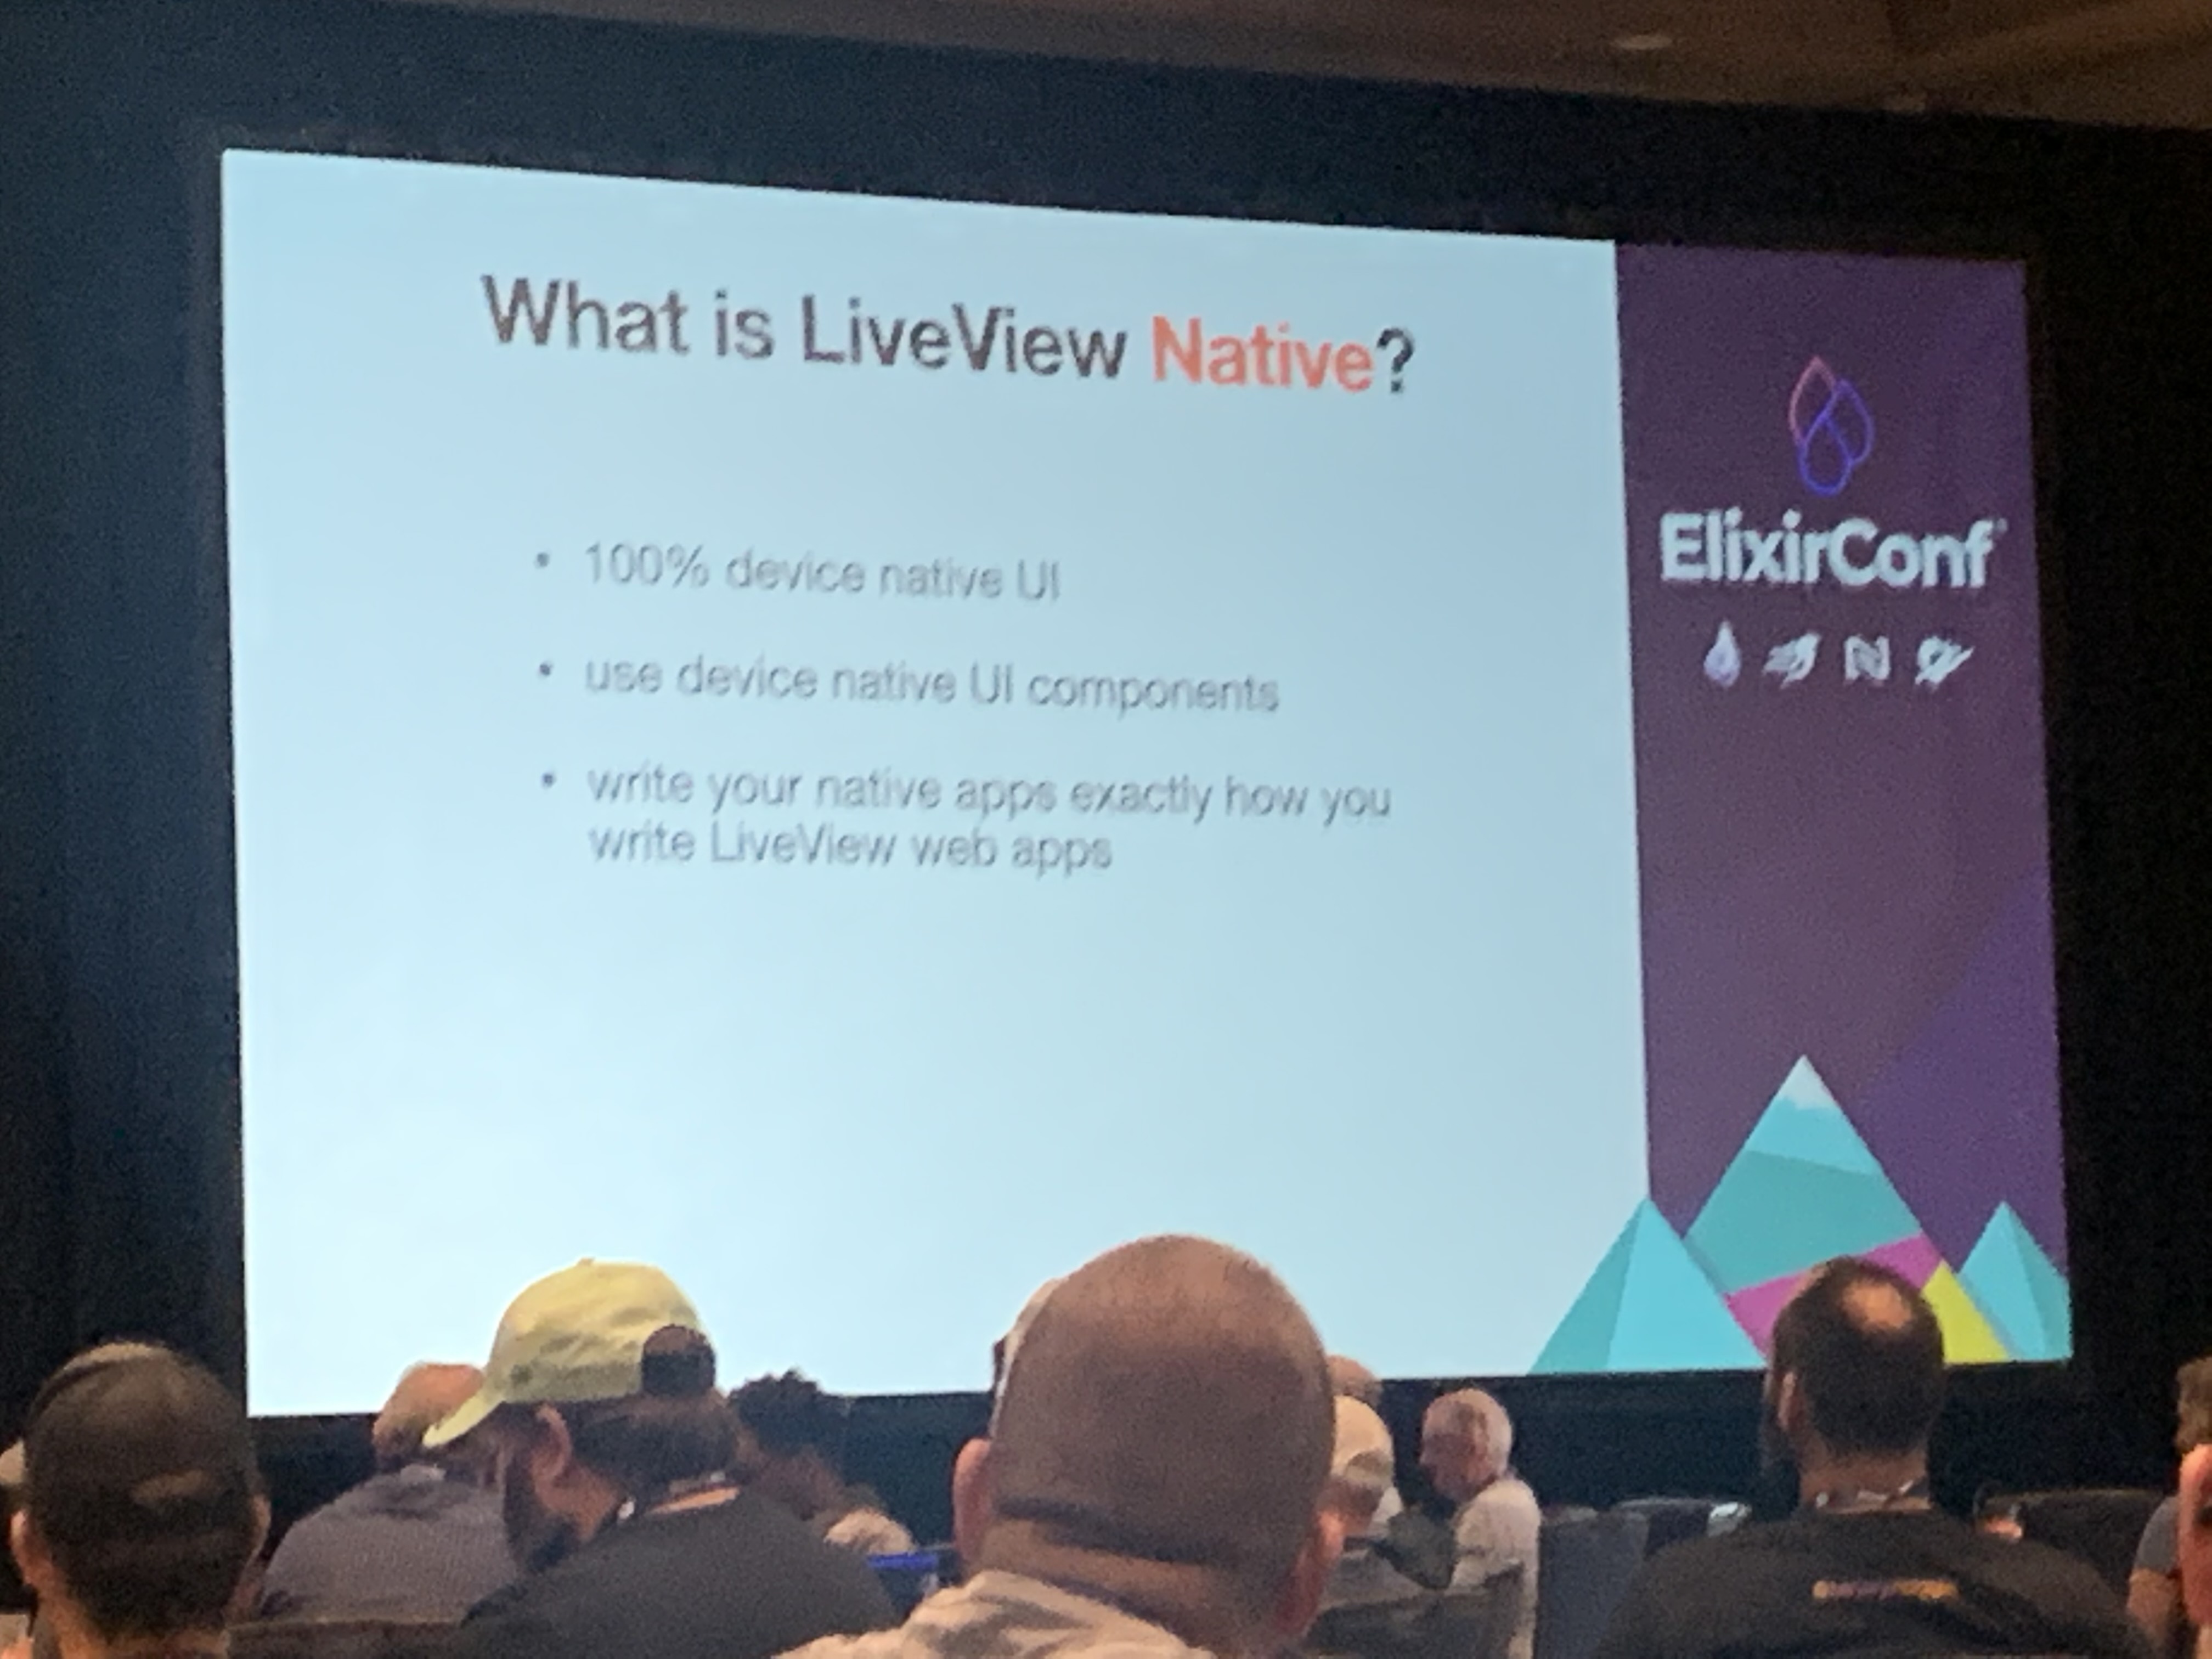 What is LiveView Native?
• 100% device native UI
• use device native UI components
• write your native apps exactly how you
write LiveView web apps
ElixirConf